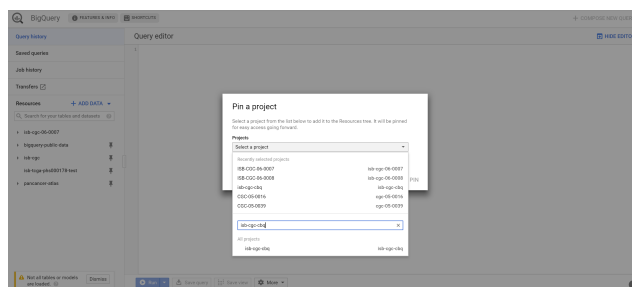 BigQuery
FEATURES & INFO
SHORTCUTS
+ COMPOSE NEW QUERY
Query history
Saved queries
Job history
Transfers
Resources
+ ADD DATA
Search for your tables and datasets
isb-cgc-06-0007
bigquery-public-data
isb-cgc
pancancer-atlas
Not all tables or models
are loaded.
Dismiss
Query editor
HIDE EDITOR
1
Pin a project
Select a project from the list below to add it to the Resources tree. It will be pinned
for easy access going forward.
Projects
Select a project
Recently selected projects
ISB-CGC-06-0007 isb-cgc-06-0007
ISB-CGC-06-0008 isb-cgc-06-0008
isb-cgc-cbq isb-cgc-cbq
CGC-05-0016 cgc-05-0016
CGC-05-0039 cgc-05-0039
isb-cgc-cbq
All projects
isb-cgc-cbq isb-cgc-cbq
PIN
Run
Save query
Save view
More